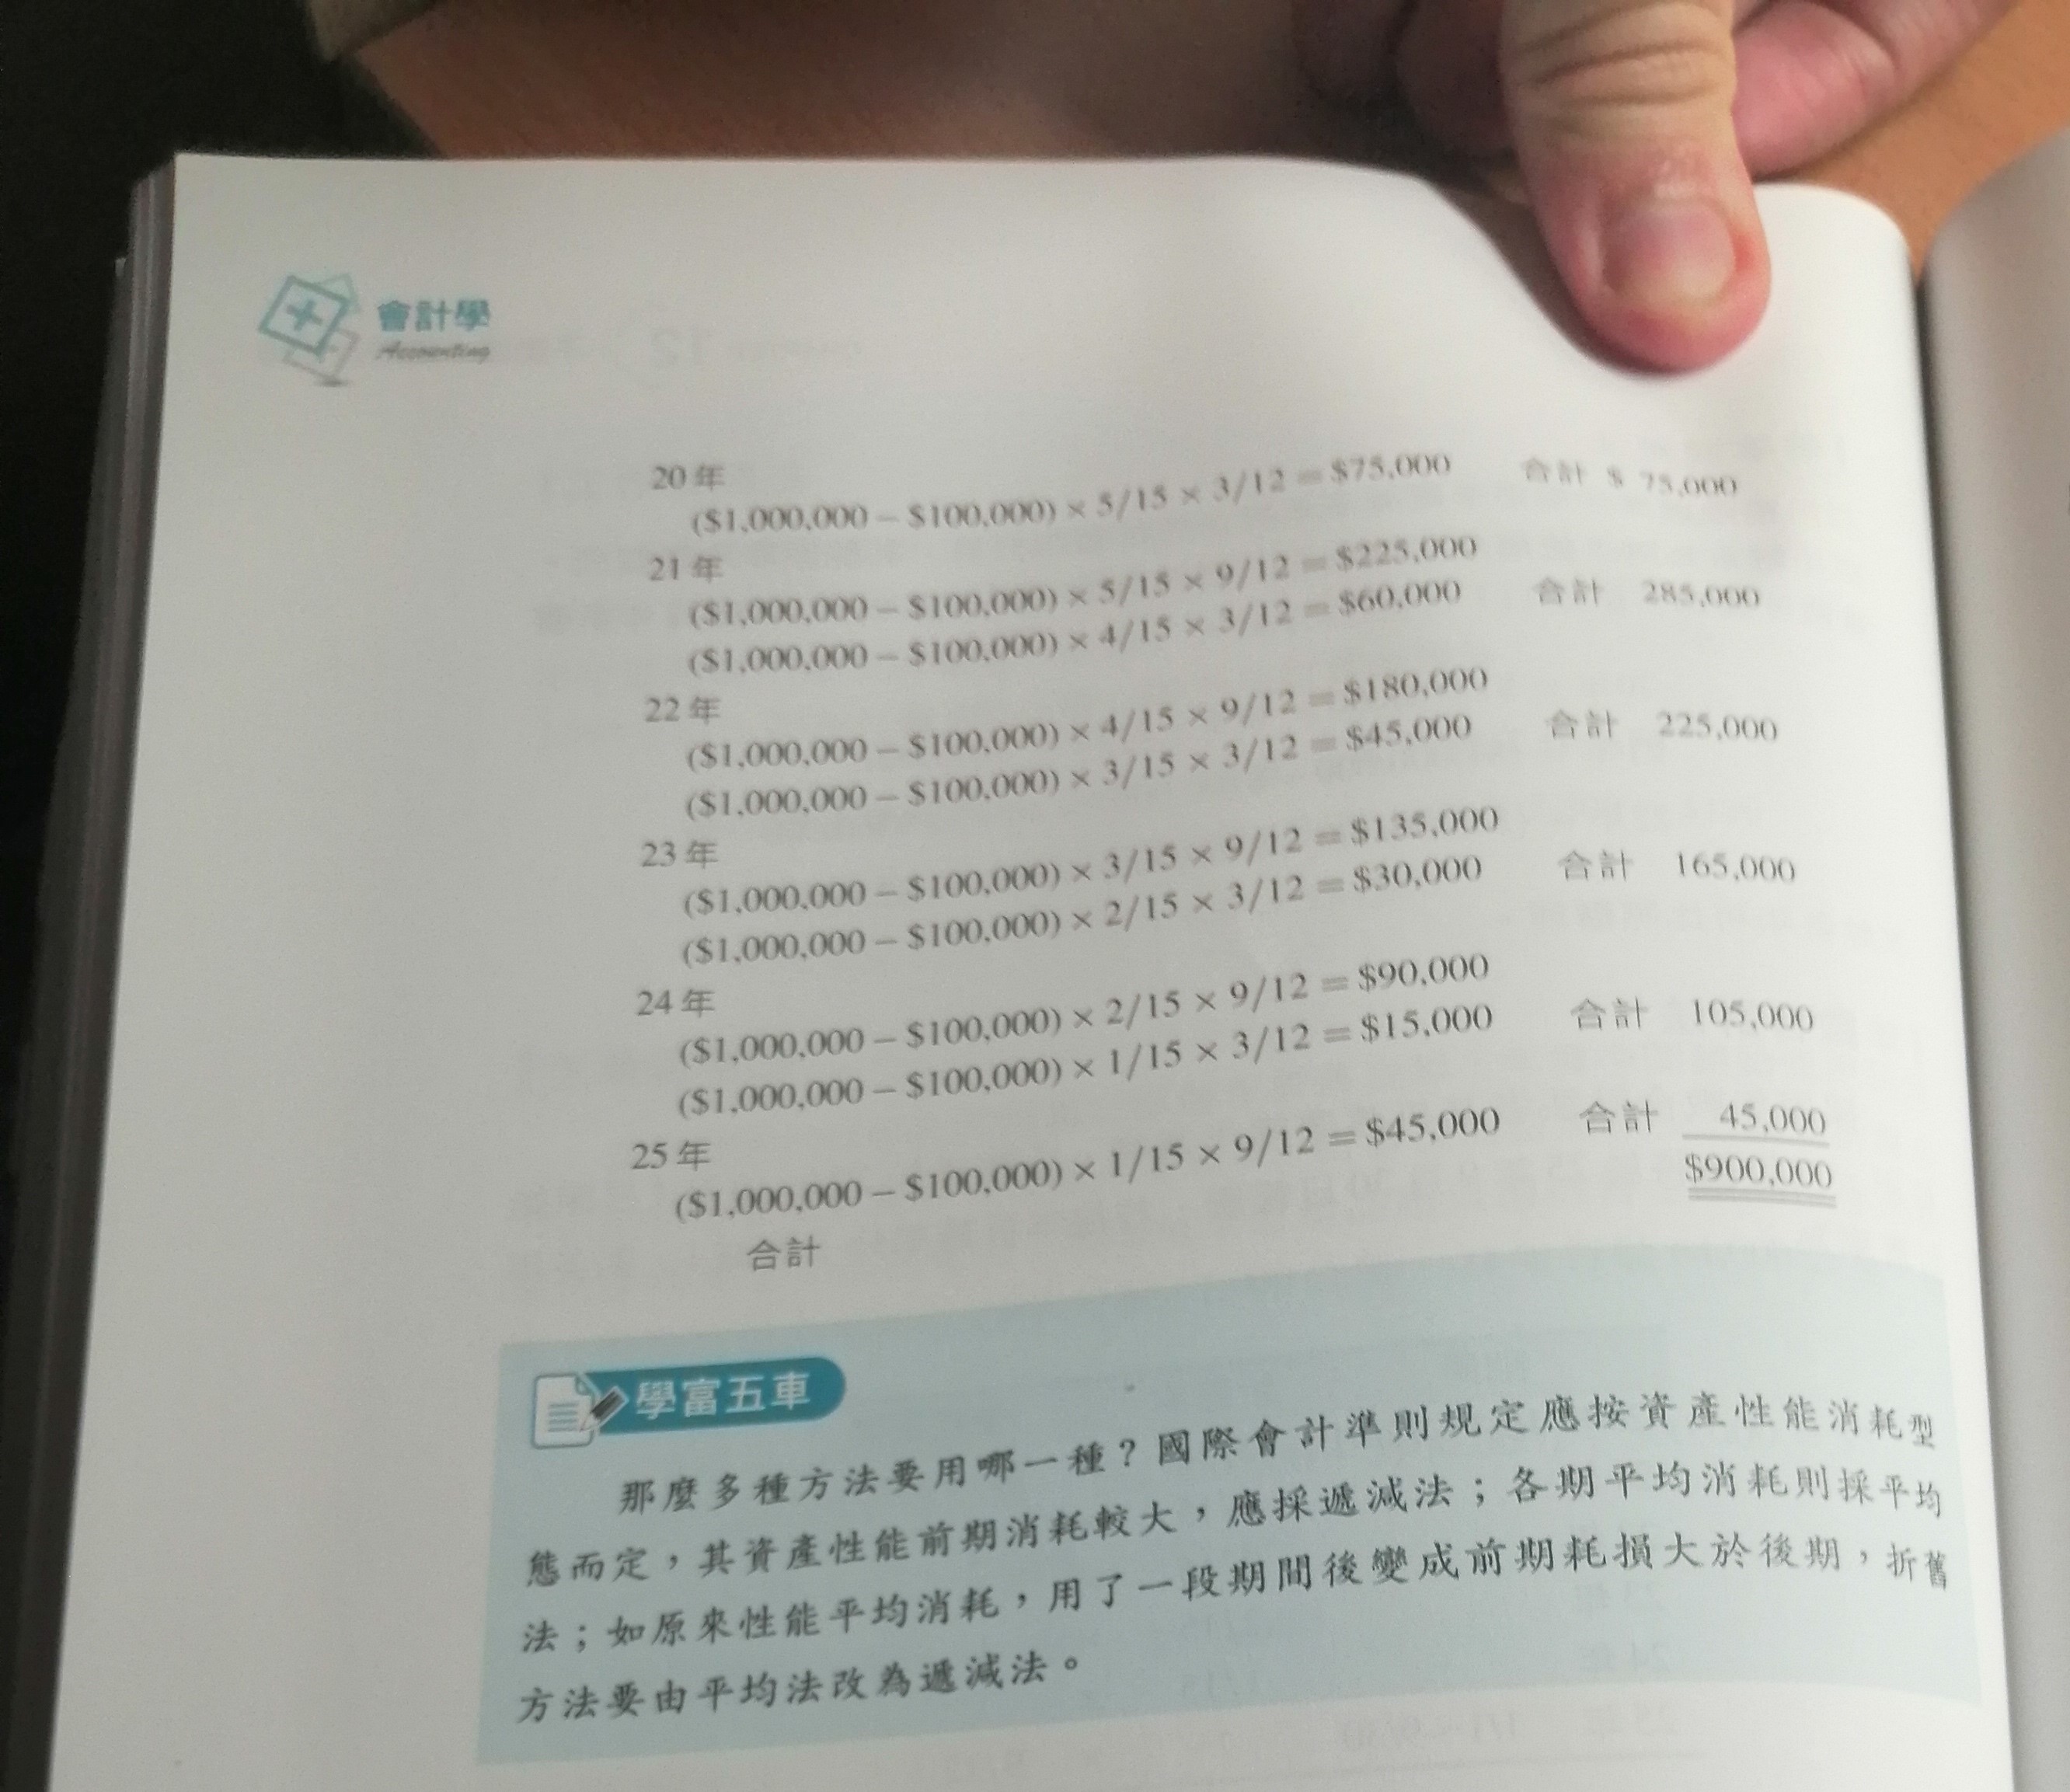 會計學
Accounting
20年
($1,000,000 – $100,000) × 5/15 × 3/12 = $75,000 合計 $ 75,000
21年
($1,000,000 – $100,000) × 5/15 × 9/12 = $225,000
($1,000,000 – $100,000) × 4/15 × 3/12 = $60,000 合計 285,000
22年
($1,000,000 – $100,000) × 4/15 × 9/12 = $180,000
($1,000,000 – $100,000) × 3/15 × 3/12 = $45,000 合計 225,000
23年
($1,000,000 – $100,000) × 3/15 × 9/12 = $135,000
($1,000,000 – $100,000) × 2/15 × 3/12 = $30,000 合計 165,000
24年
($1,000,000 – $100,000) × 2/15 × 9/12 = $90,000
($1,000,000 – $100,000) × 1/15 × 3/12 = $15,000 合計 105,000
25年
($1,000,000 – $100,000) × 1/15 × 9/12 = $45,000 合計 45,000
合計 $900,000
學富五車
那麼多種方法要用哪一種？國際會計準則規定應按資產性能消耗型
態而定，其資產性能前期消耗較大，應採遞減法；各期平均消耗則採平均
法；如原來性能平均消耗，用了一段期間後變成前期耗損大於後期，折舊
方法要由平均法改為遞減法。